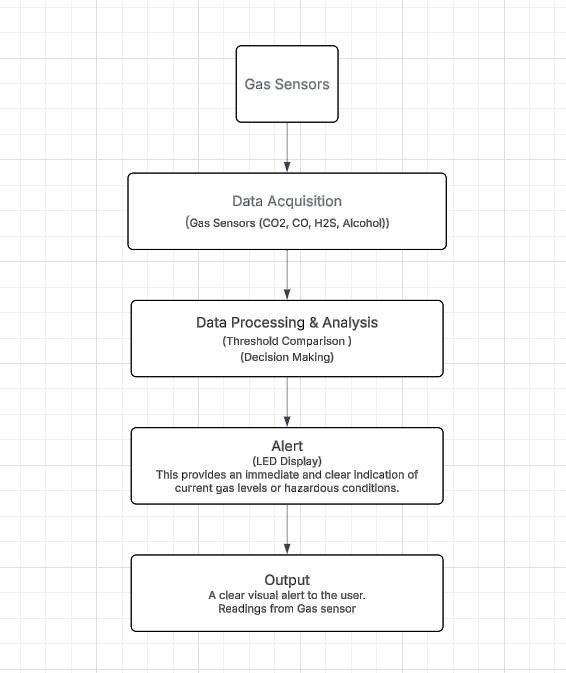 Gas Sensors
Data Acquisition
(Gas Sensors (CO2, CO, H2S, Alcohol))
Data Processing & Analysis
(Threshold Comparison )
(Decision Making)
Alert
(LED Display)
This provides an immediate and clear indication of
current gas levels or hazardous conditions.
Output
A clear visual alert to the user.
Readings from Gas sensor